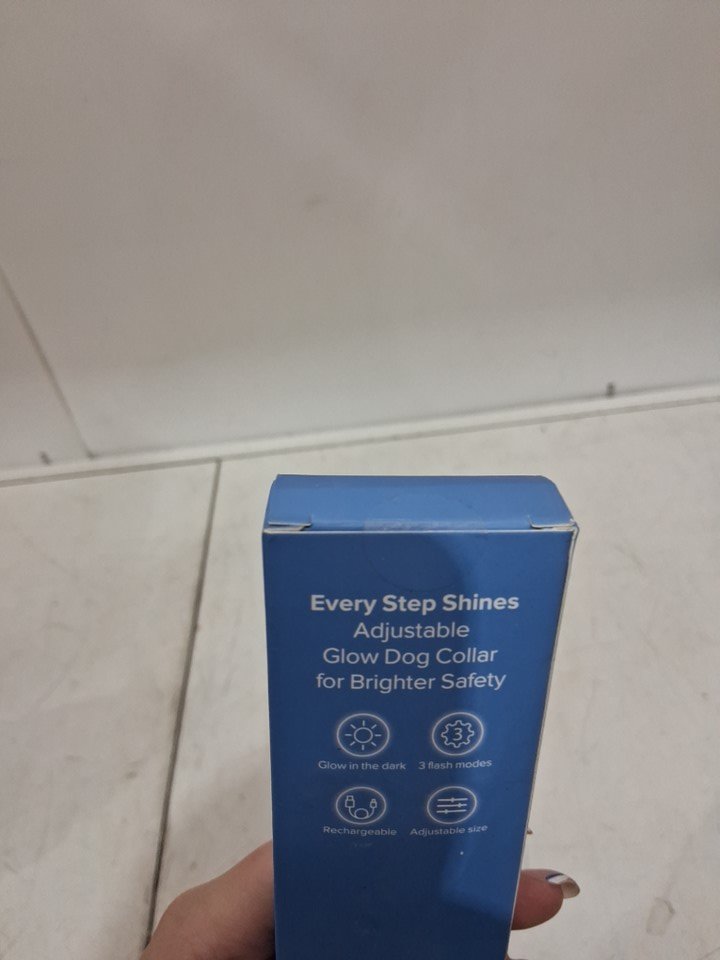 Every Step Shines
Adjustable
Glow Dog Collar
for Brighter Safety
3
Glow in the dark 3 flash modes
Rechargeable Adjustable size